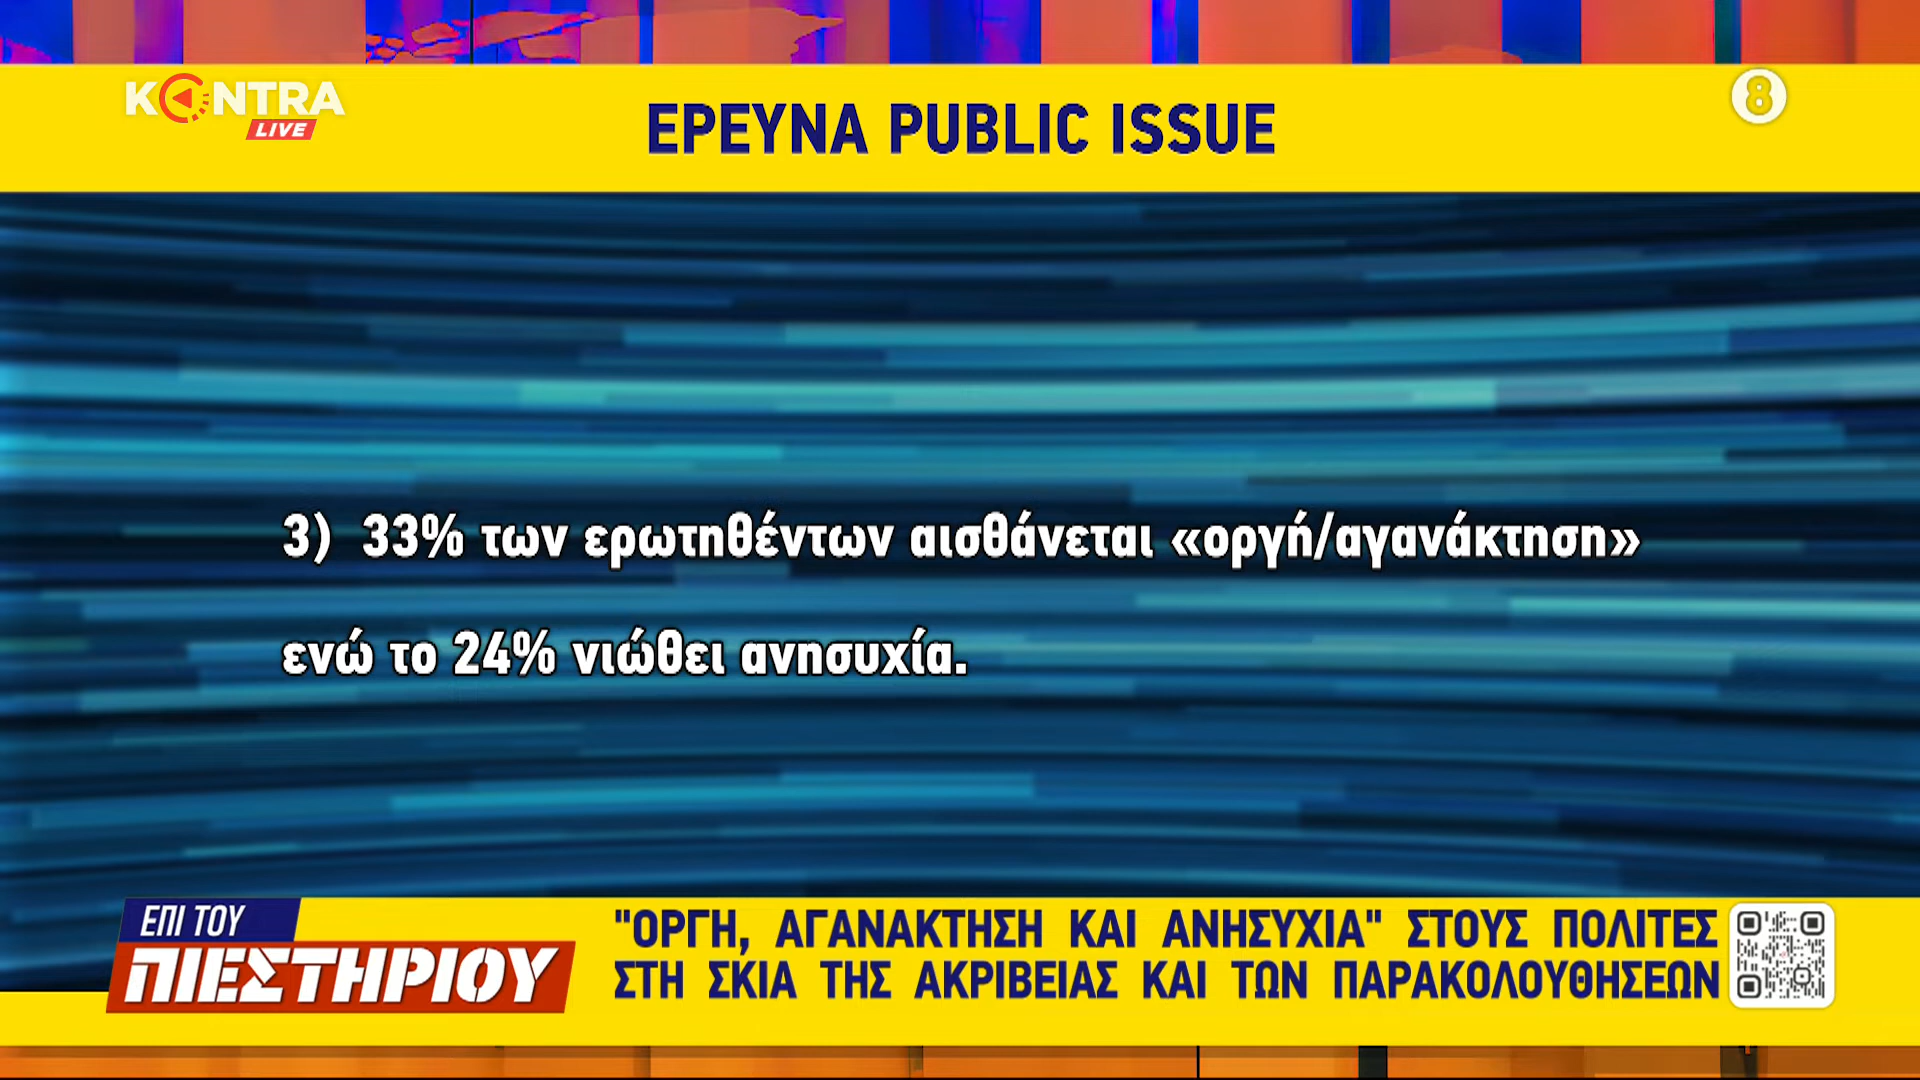 KONTRA
LIVE
8
ΕΡΕΥΝΑ PUBLIC ISSUE
3) 33% των ερωτηθέντων αισθάνεται «οργή/αγανάκτηση»
ενώ το 24% νιώθει ανησυχία.
ΕΠΙ ΤΟΥ
ΠΙΕΣΤΗΡΙΟΥ
"ΟΡΓΗ, ΑΓΑΝΑΚΤΗΣΗ ΚΑΙ ΑΝΗΣΥΧΙΑ" ΣΤΟΥΣ ΠΟΛΙΤΕΣ
ΣΤΗ ΣΚΙΑ ΤΗΣ ΑΚΡΙΒΕΙΑΣ ΚΑΙ ΤΩΝ ΠΑΡΑΚΟΛΟΥΘΗΣΕΩΝ